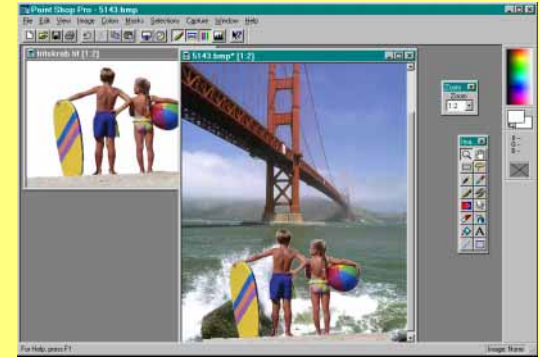 Paint Shop Pro - 5143.bmp
File Edit View Image Colors Masks Selections Capture Window Help
5143.bmp* [1:2]
Zoom
Zoom
1:2
For Help, press F1
Image: None